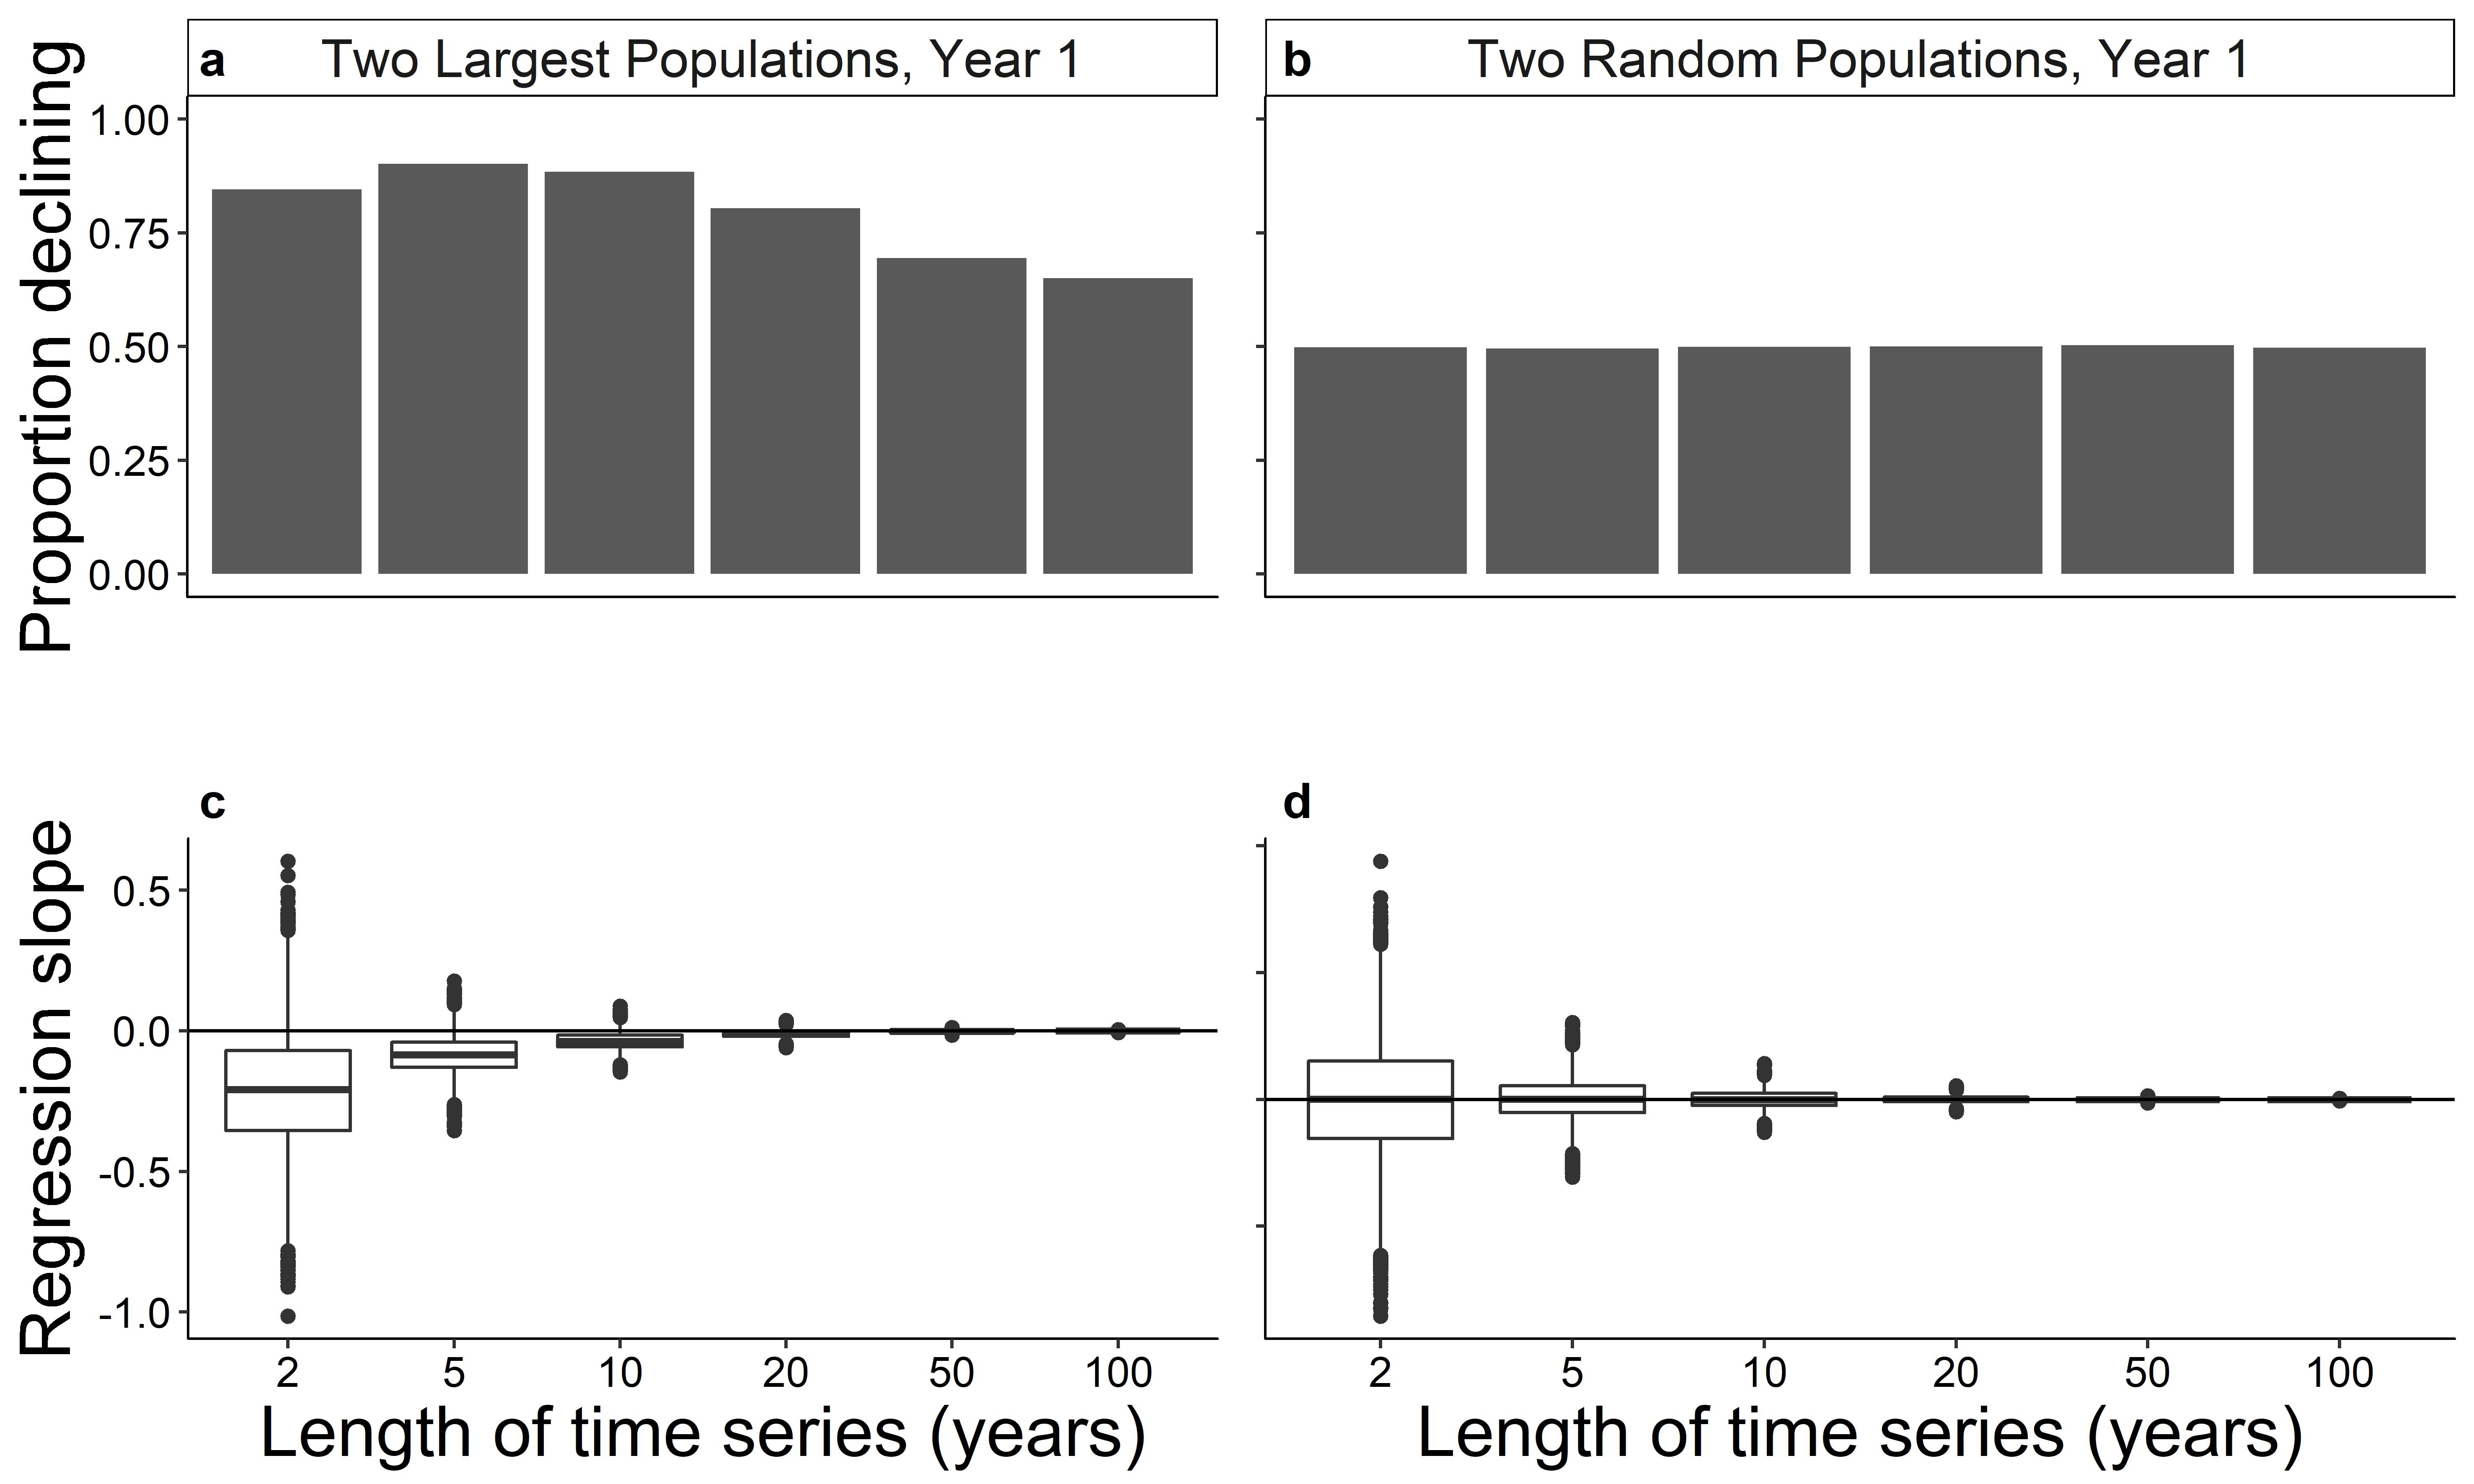 a Two Largest Populations, Year 1
b Two Random Populations, Year 1
Proportion declining
1.00
0.75
0.50
0.25
0.00
c
d
Regression slope
0.5
0.0
-0.5
-1.0
2 5 10 20 50 100
2 5 10 20 50 100
Length of time series (years)
Length of time series (years)